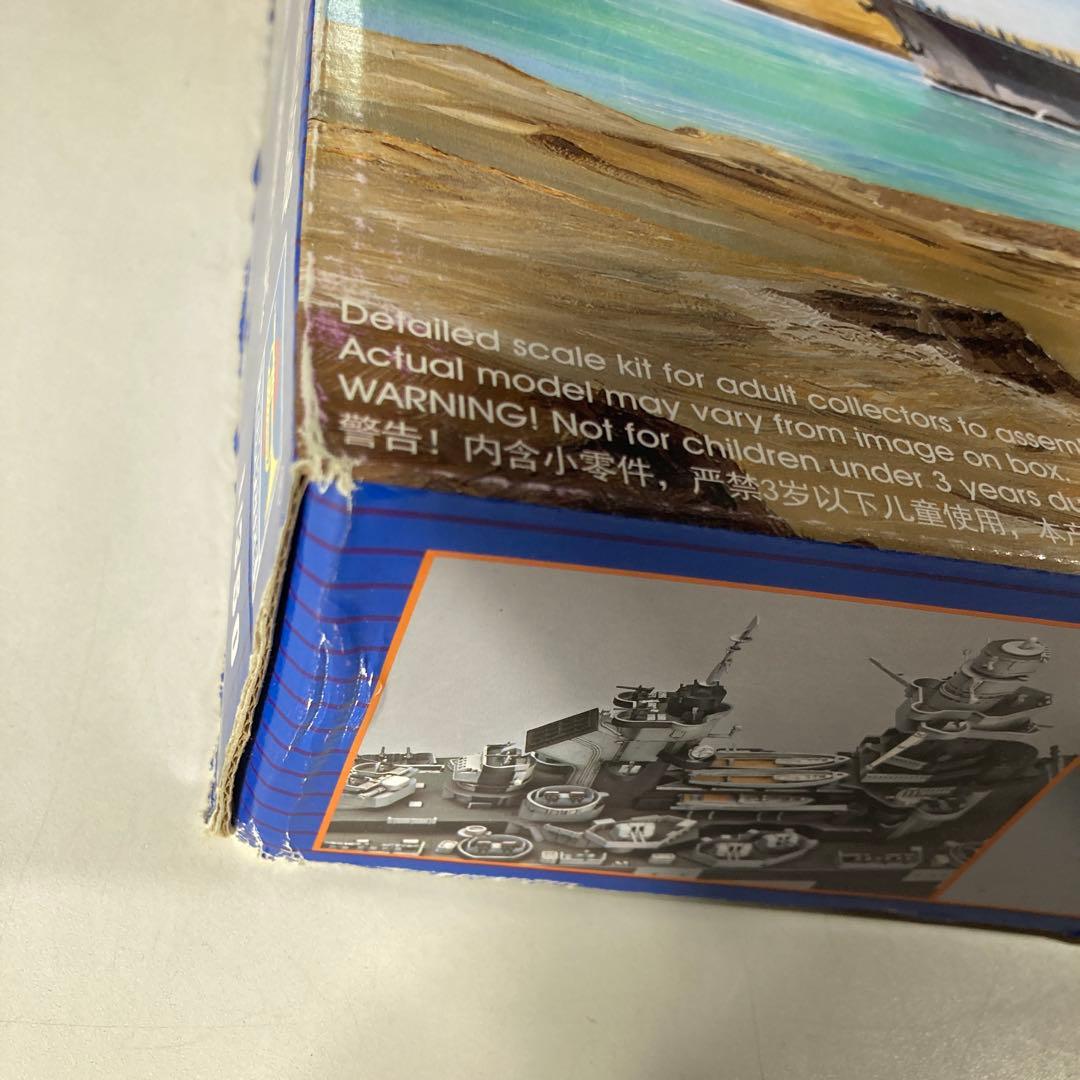 Detailed scale kit for adult collectors to assemb
Actual model may vary from image on box.
WARNING! Not for children under 3 years du
警告！内含小零件，严禁3岁以下儿童使用，本产